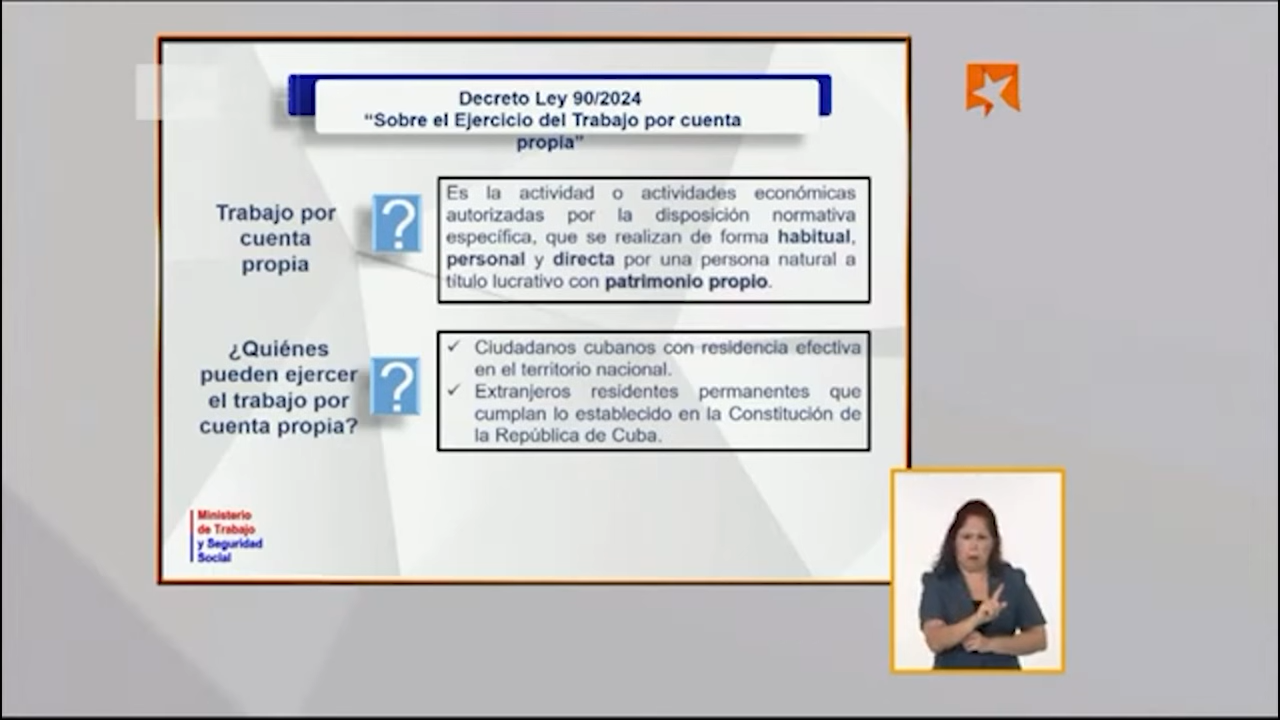 Decreto Ley 90/2024
“Sobre el Ejercicio del Trabajo por cuenta
propia”
Trabajo por
cuenta
propia
?
Es la actividad o actividades económicas
autorizadas por la disposición normativa
específica, que se realizan de forma habitual,
personal y directa por una persona natural a
título lucrativo con patrimonio propio.
¿Quiénes
pueden ejercer
el trabajo por
cuenta propia?
?
✓ Ciudadanos cubanos con residencia efectiva
en el territorio nacional.
✓ Extranjeros residentes permanentes que
cumplan lo establecido en la Constitución de
la República de Cuba.
Ministerio
de Trabajo
y Seguridad
Social